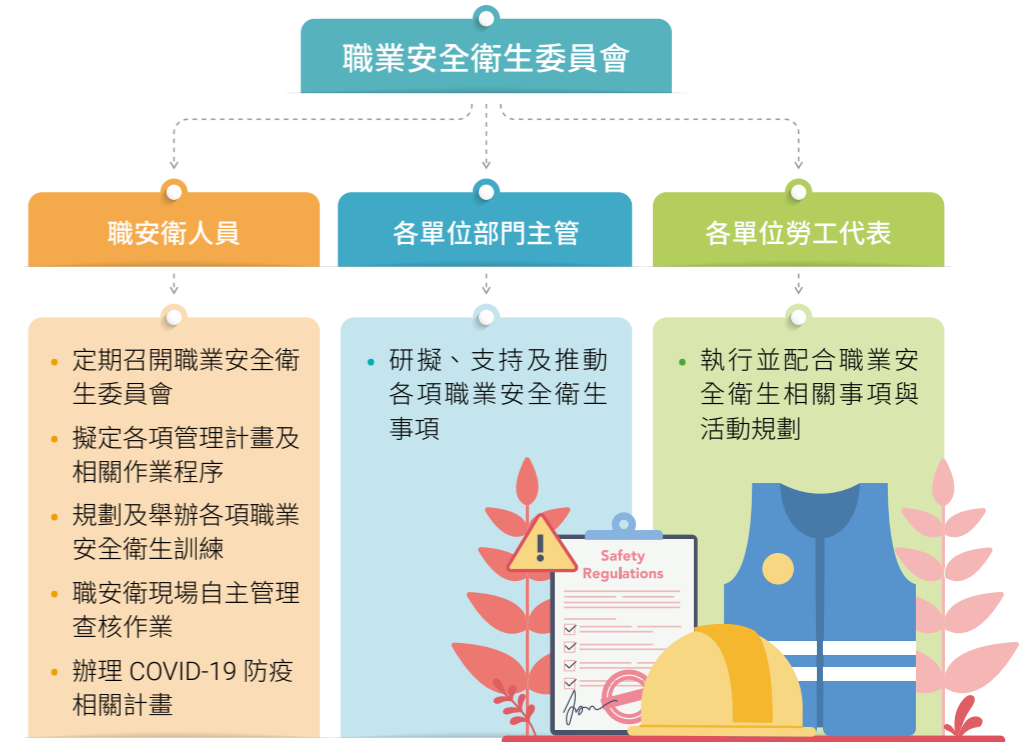 職業安全衛生委員會
職安衛人員
各單位部門主管
各單位勞工代表
• 定期召開職業安全衛
生委員會
• 擬定各項管理計畫及
相關作業程序
• 規劃及舉辦各項職業
安全衛生訓練
• 職安衛現場自主管理
查核作業
• 辦理 COVID-19 防疫
相關計畫
• 研擬、支持及推動
各項職業安全衛生
事項
• 執行並配合職業安
全衛生相關事項與
活動規劃
!
Safety
Regulations